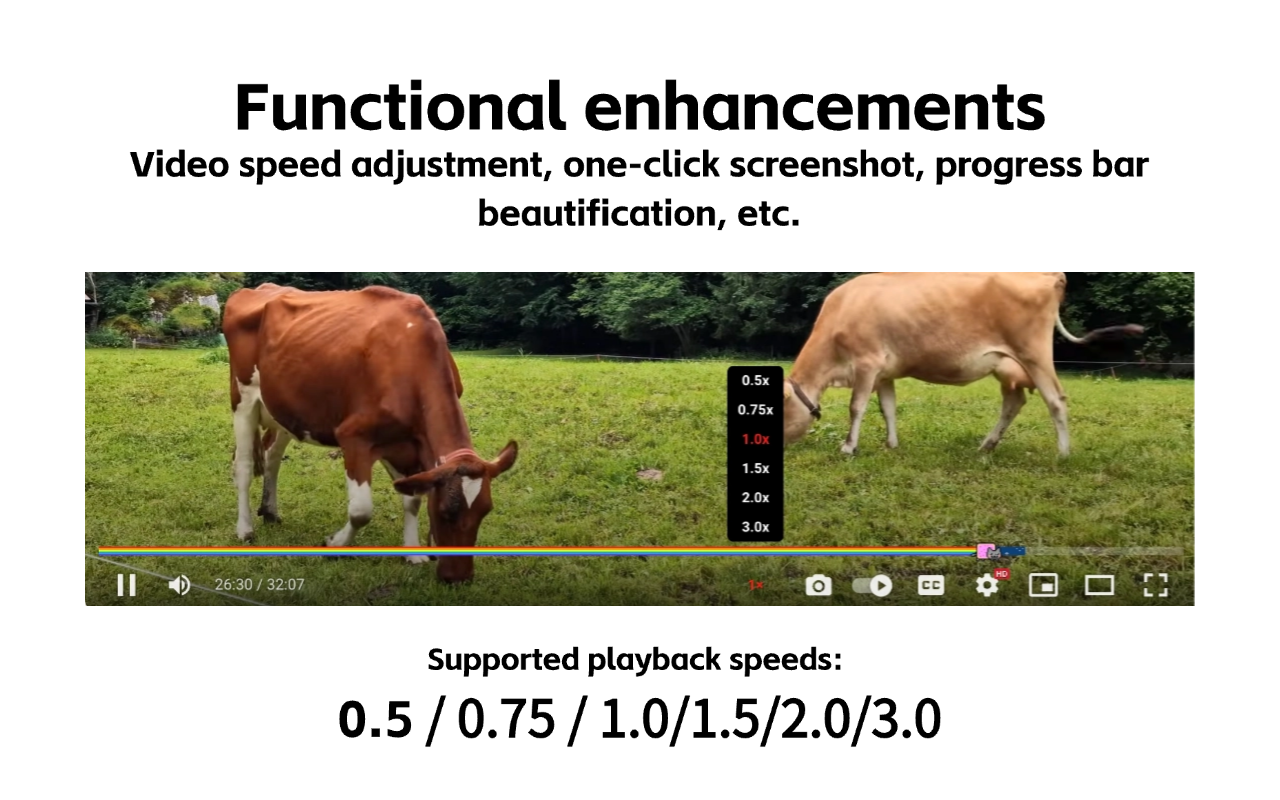 Functional enhancements
Video speed adjustment, one-click screenshot, progress bar
beautification, etc.
0.5x
0.75x
1.0x
1.5x
2.0x
3.0x
26:30 / 32:07
1x
CC
HD
Supported playback speeds:
0.5 / 0.75 / 1.0/1.5/2.0/3.0